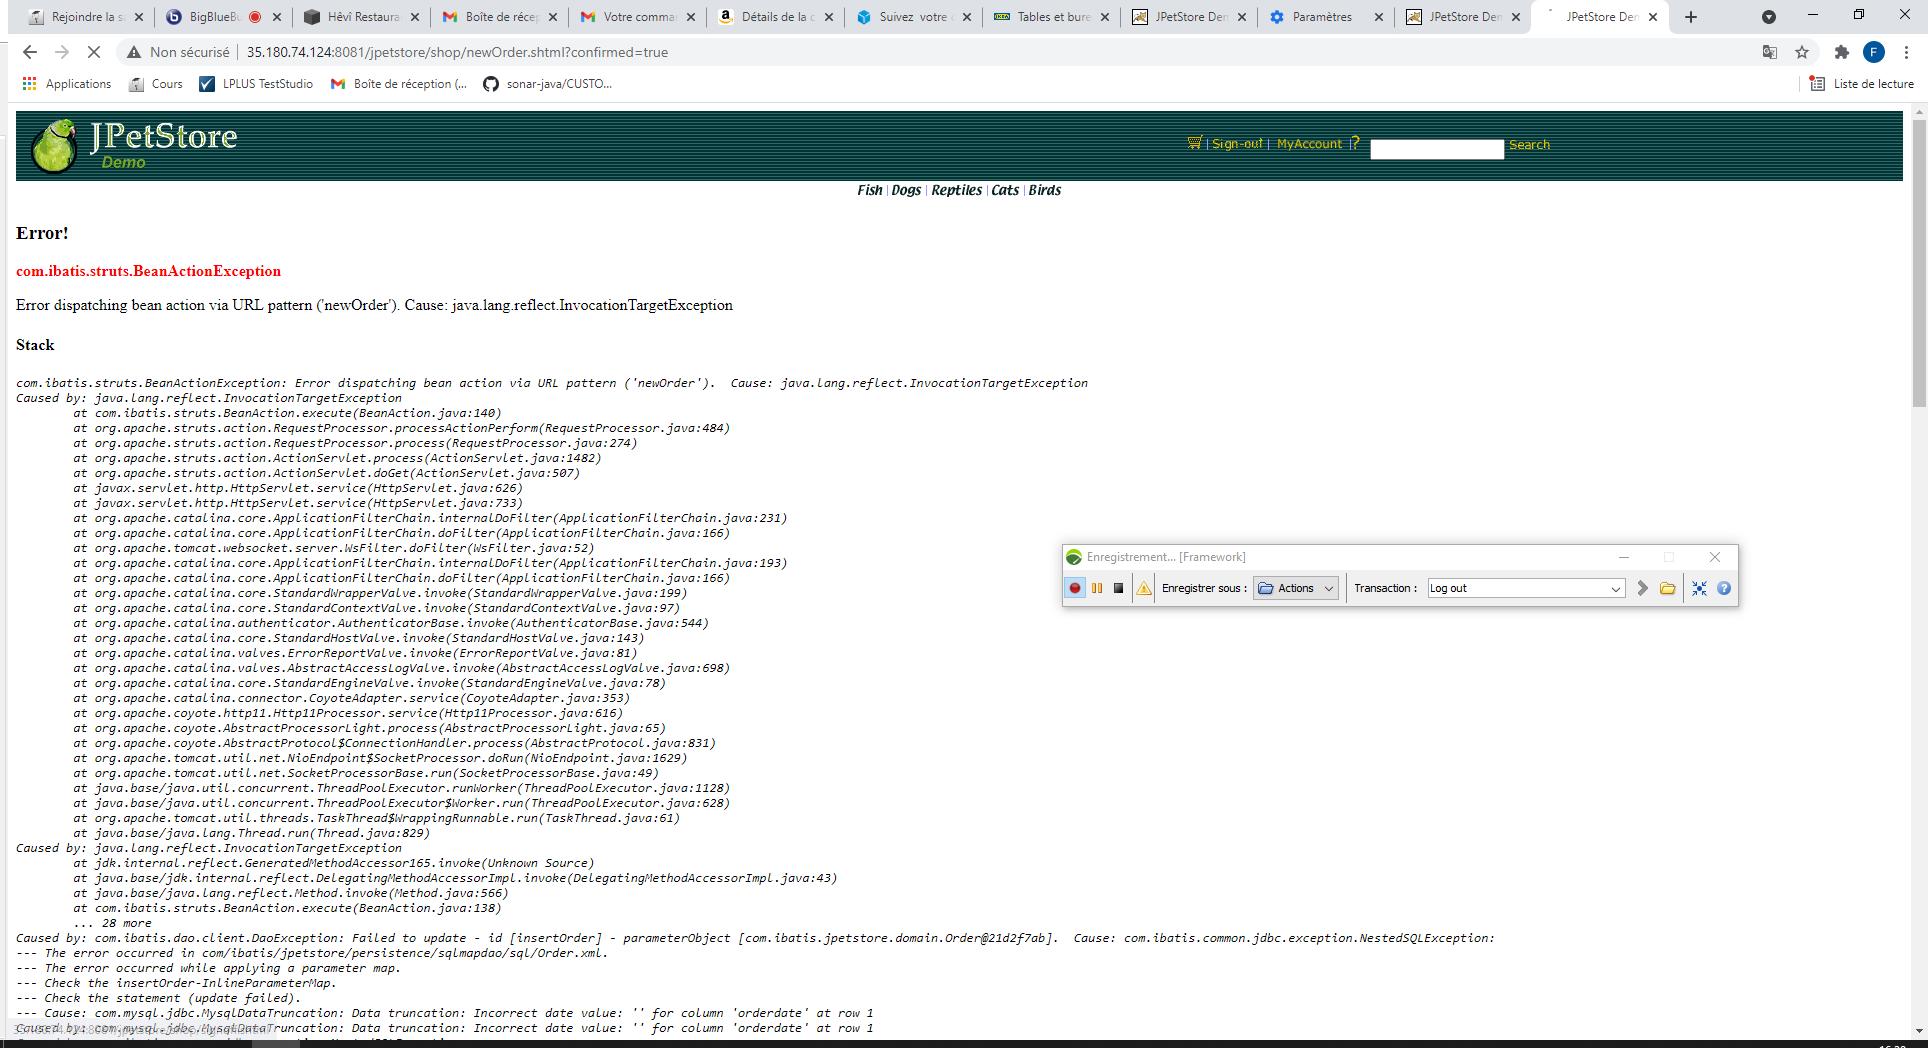 Rejoindre la s
BigBlueBu
Hêvî Restaura
Boîte de récep
Votre comma
Détails de la c
Suivez votre
Tables et bure
JPetStore Den
Paramètres
JPetStore Den
JPetStore Den
Non sécurisé
35.180.74.124:8081/jpetstore/shop/newOrder.shtml?confirmed=true
F
Applications
Cours
LPLUS TestStudio
Boîte de réception (...
sonar-java/CUSTO...
Liste de lecture
JPetStore
Demo
| Sign-out | MyAccount | ?
Search
Fish | Dogs | Reptiles | Cats | Birds
Error!
com.ibatis.struts.BeanActionException
Error dispatching bean action via URL pattern ('newOrder'). Cause: java.lang.reflect.InvocationTargetException
Stack
com.ibatis.struts.BeanActionException: Error dispatching bean action via URL pattern ('newOrder').  Cause: java.lang.reflect.InvocationTargetException
Caused by: java.lang.reflect.InvocationTargetException
at com.ibatis.struts.BeanAction.execute(BeanAction.java:140)
at org.apache.struts.action.RequestProcessor.processActionPerform(RequestProcessor.java:484)
at org.apache.struts.action.RequestProcessor.process(RequestProcessor.java:274)
at org.apache.struts.action.ActionServlet.process(ActionServlet.java:1482)
at org.apache.struts.action.ActionServlet.doGet(ActionServlet.java:507)
at javax.servlet.http.HttpServlet.service(HttpServlet.java:626)
at javax.servlet.http.HttpServlet.service(HttpServlet.java:733)
at org.apache.catalina.core.ApplicationFilterChain.internalDoFilter(ApplicationFilterChain.java:231)
at org.apache.catalina.core.ApplicationFilterChain.doFilter(ApplicationFilterChain.java:166)
at org.apache.tomcat.websocket.server.WsFilter.doFilter(WsFilter.java:52)
at org.apache.catalina.core.ApplicationFilterChain.internalDoFilter(ApplicationFilterChain.java:193)
at org.apache.catalina.core.ApplicationFilterChain.doFilter(ApplicationFilterChain.java:166)
at org.apache.catalina.core.StandardWrapperValve.invoke(StandardWrapperValve.java:199)
at org.apache.catalina.core.StandardContextValve.invoke(StandardContextValve.java:97)
at org.apache.catalina.authenticator.AuthenticatorBase.invoke(AuthenticatorBase.java:544)
at org.apache.catalina.core.StandardHostValve.invoke(StandardHostValve.java:143)
at org.apache.catalina.valves.ErrorReportValve.invoke(ErrorReportValve.java:81)
at org.apache.catalina.valves.AbstractAccessLogValve.invoke(AbstractAccessLogValve.java:698)
at org.apache.catalina.core.StandardEngineValve.invoke(StandardEngineValve.java:78)
at org.apache.catalina.connector.CoyoteAdapter.service(CoyoteAdapter.java:353)
at org.apache.coyote.http11.Http11Processor.service(Http11Processor.java:616)
at org.apache.coyote.AbstractProcessorLight.process(AbstractProcessorLight.java:65)
at org.apache.coyote.AbstractProtocol$ConnectionHandler.process(AbstractProtocol.java:831)
at org.apache.tomcat.util.net.NioEndpoint$SocketProcessor.doRun(NioEndpoint.java:1629)
at org.apache.tomcat.util.net.SocketProcessorBase.run(SocketProcessorBase.java:49)
at java.base/java.util.concurrent.ThreadPoolExecutor.runWorker(ThreadPoolExecutor.java:1128)
at java.base/java.util.concurrent.ThreadPoolExecutor$Worker.run(ThreadPoolExecutor.java:628)
at org.apache.tomcat.util.threads.TaskThread$WrappingRunnable.run(TaskThread.java:61)
at java.base/java.lang.Thread.run(Thread.java:829)
Caused by: java.lang.reflect.InvocationTargetException
at jdk.internal.reflect.GeneratedMethodAccessor165.invoke(Unknown Source)
at java.base/jdk.internal.reflect.DelegatingMethodAccessorImpl.invoke(DelegatingMethodAccessorImpl.java:43)
at java.base/java.lang.reflect.Method.invoke(Method.java:566)
at com.ibatis.struts.BeanAction.execute(BeanAction.java:138)
... 28 more
Caused by: com.ibatis.dao.client.DaoException: Failed to update - id [insertOrder] - parameterObject [com.ibatis.jpetstore.domain.Order@21d2f7ab].  Cause: com.ibatis.common.jdbc.exception.NestedSQLException:
--- The error occurred in com/ibatis/jpetstore/persistence/sqlmapdao/sql/Order.xml.
--- The error occurred while applying a parameter map.
--- Check the insertOrder-InlineParameterMap.
--- Check the statement (update failed).
--- Cause: com.mysql.jdbc.MysqlDataTruncation: Data truncation: Incorrect date value: '' for column 'orderdate' at row 1
Caused by: com.mysql.jdbc.MysqlDataTruncation: Data truncation: Incorrect date value: '' for column 'orderdate' at row 1
Enregistrement... [Framework]
Enregistrer sous :
Actions
Transaction :
Log out